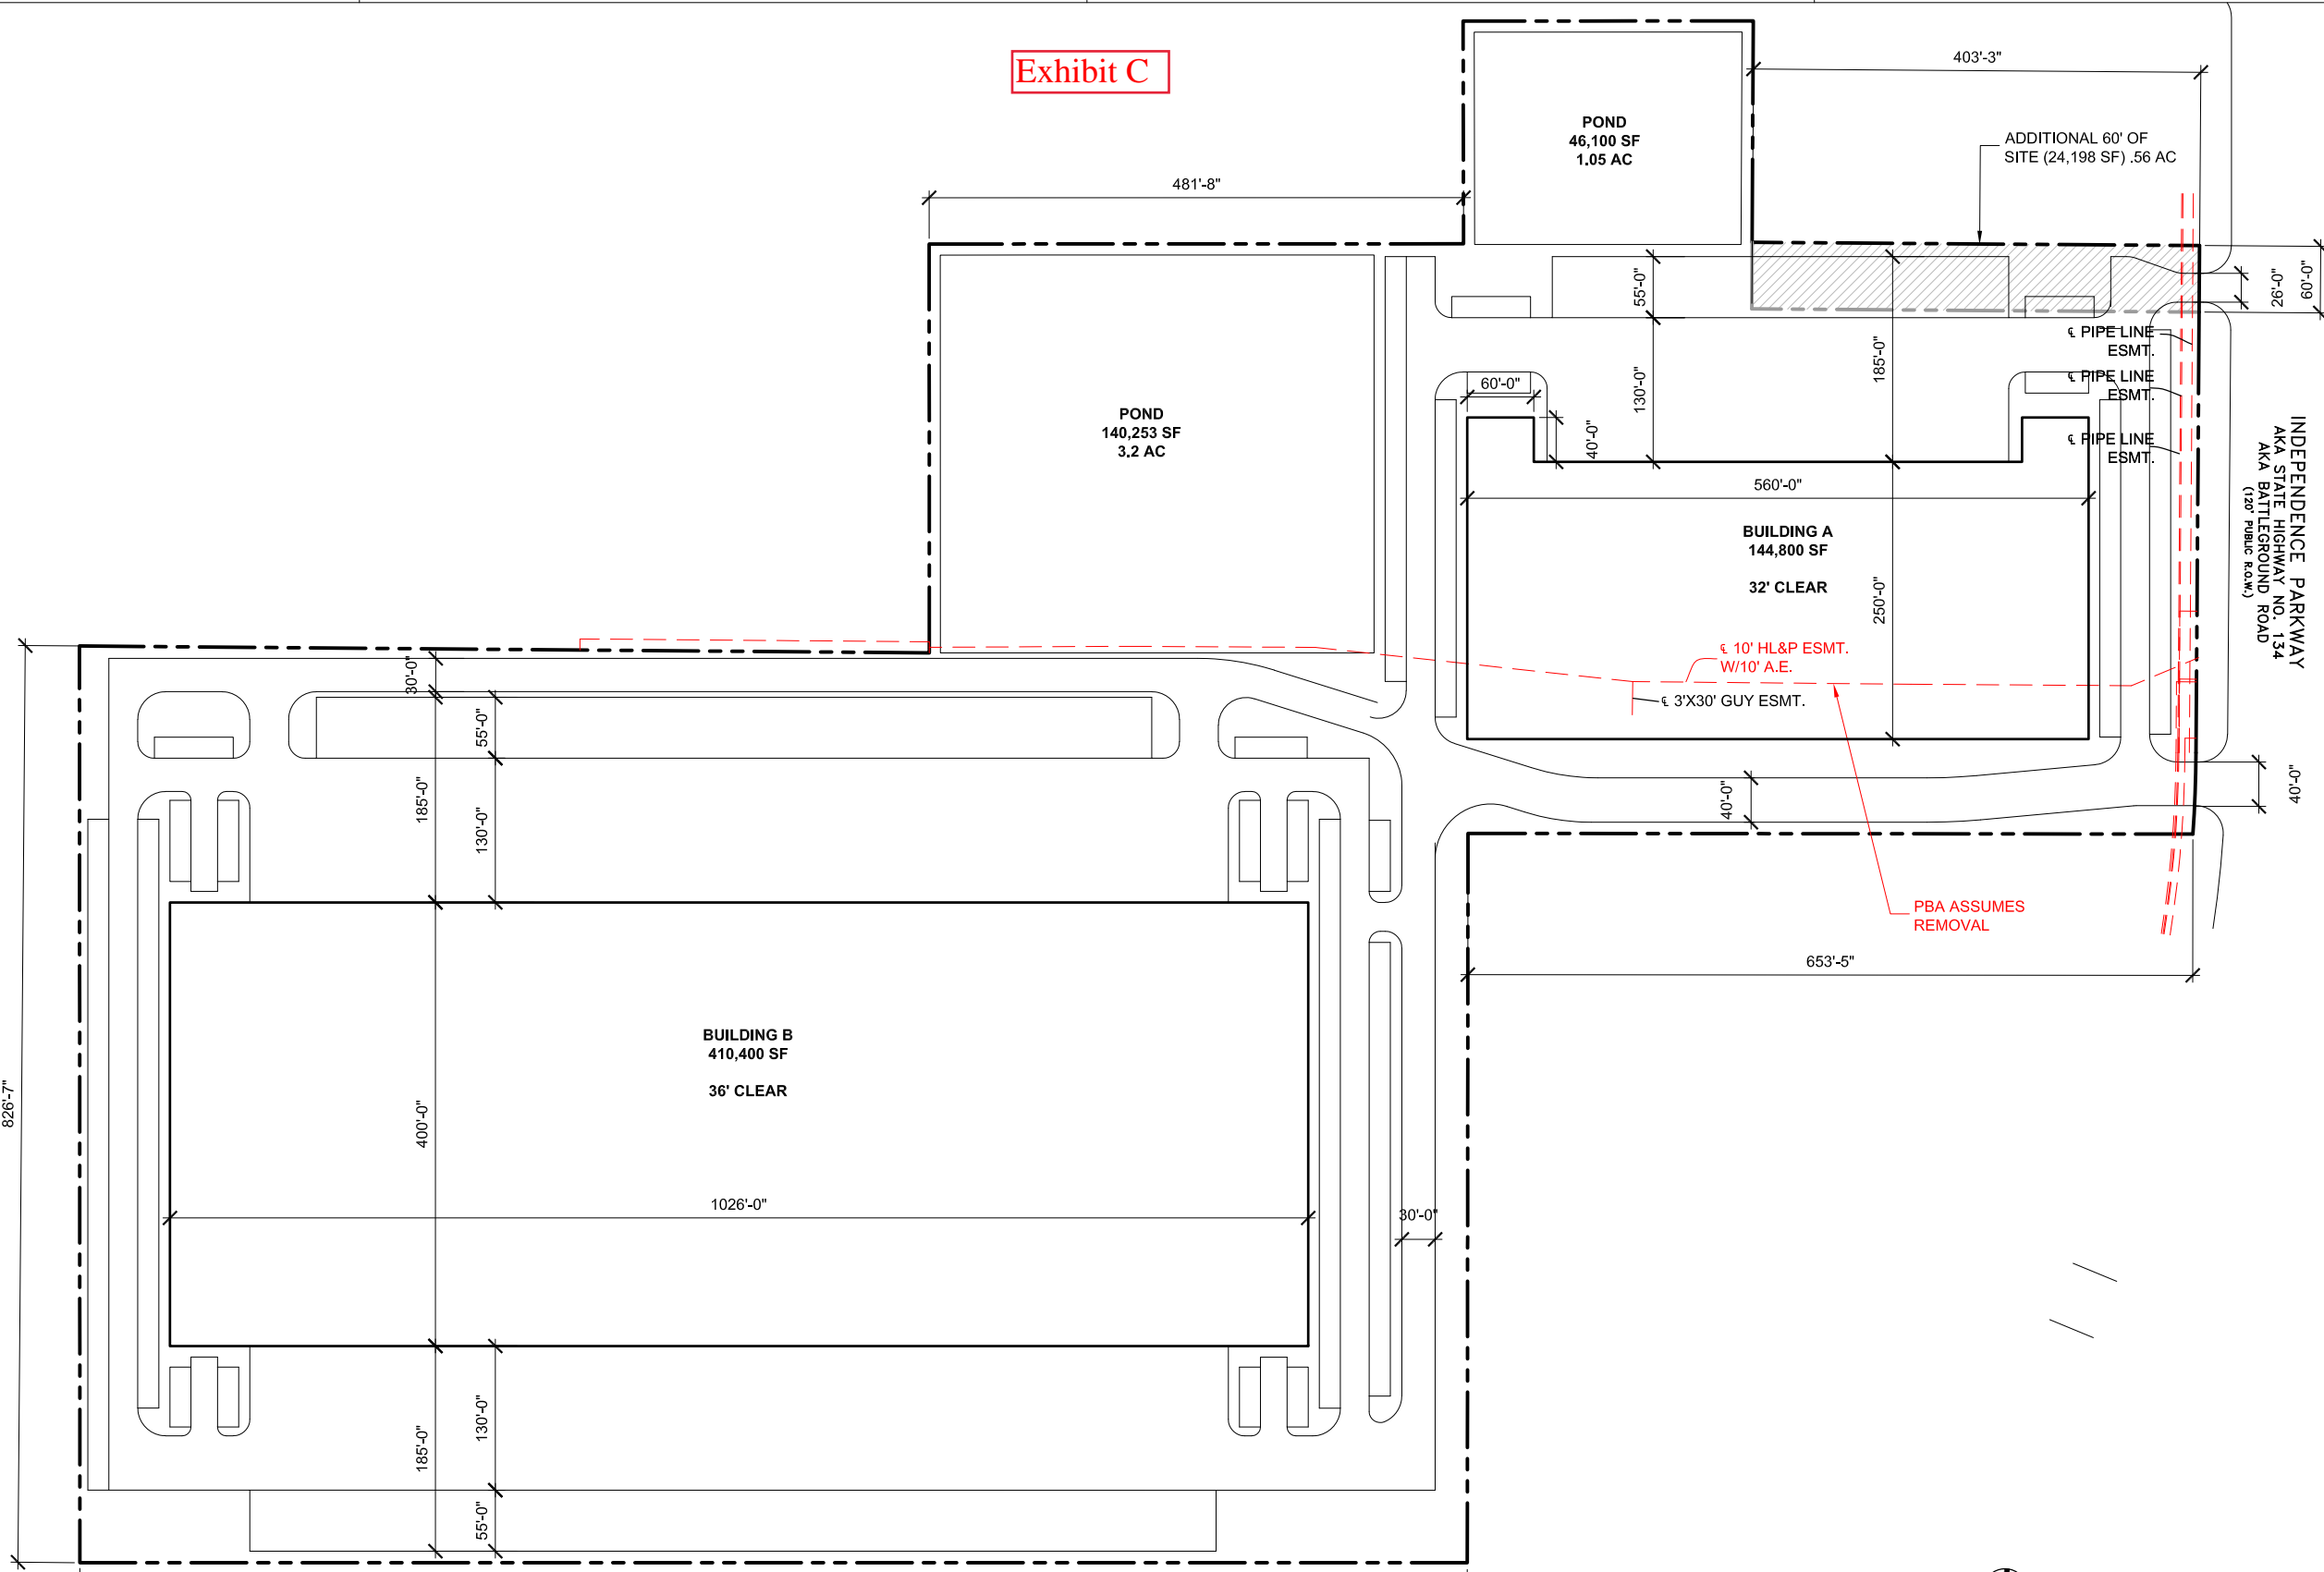 Exhibit C
403'-3"
POND
46,100 SF
1.05 AC
ADDITIONAL 60' OF
SITE (24,198 SF) .56 AC
481'-8"
60'-0"
26'-0"
55'-0"
185'-0"
130'-0"
℄ PIPE LINE
ESMT.
℄ PIPE LINE
ESMT.
℄ PIPE LINE
ESMT.
60'-0"
40'-0"
POND
140,253 SF
3.2 AC
INDEPENDENCE PARKWAY
AKA STATE HIGHWAY NO. 134
AKA BATTLEGROUND ROAD
(120' PUBLIC R.O.W.)
560'-0"
BUILDING A
144,800 SF
32' CLEAR
250'-0"
℄ 10' HL&P ESMT.
W/10' A.E.
℄ 3'X30' GUY ESMT.
30'-0"
55'-0"
185'-0"
130'-0"
40'-0"
40'-0"
PBA ASSUMES
REMOVAL
653'-5"
BUILDING B
410,400 SF
36' CLEAR
826'-7"
400'-0"
1026'-0"
30'-0"
130'-0"
185'-0"
55'-0"